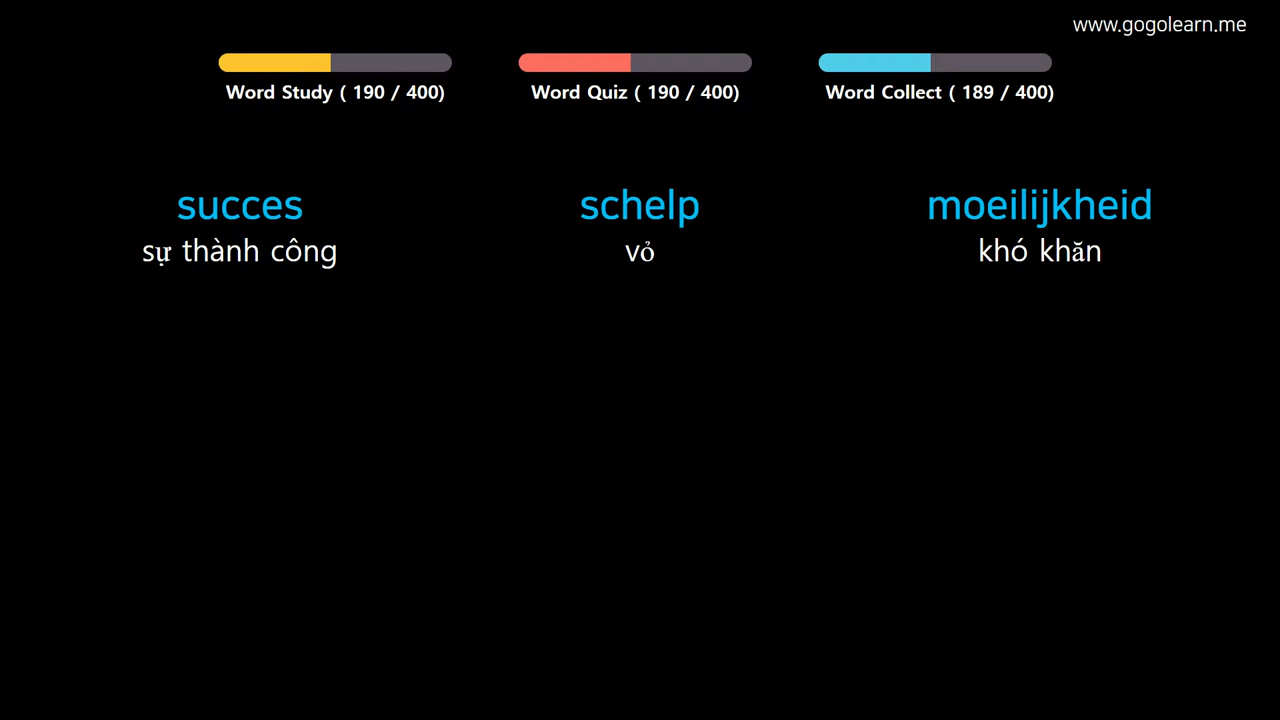 www.gogolearn.me
Word Study ( 190 / 400)
Word Quiz ( 190 / 400)
Word Collect ( 189 / 400)
succes
sự thành công
schelp
vỏ
moeilijkheid
khó khăn